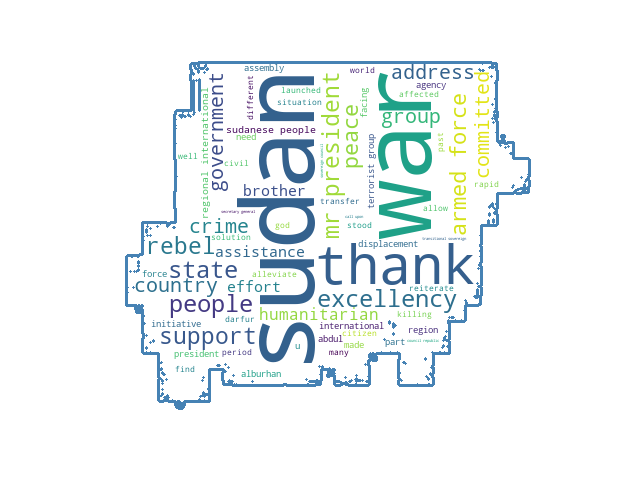 assembly
world
address
agency
government
different
launched
situation
sudan
mr president
peace
facing
affected
war
committed
armed force
group
past
regional international
sudanese people
need
well
civil
terrorist group
rapid
brother
transfer
allow
secretary general
god
stood
call upon
crime
solution
rebel
assistance
displacement
transitional sovereign
thank
state
force
alleviate
country
effort
reiterate
people
excellency
humanitarian
killing
darfur
initiative
international
region
support
citizen
abdul
made
part
council republic
u
president
period
many
find
alburhan